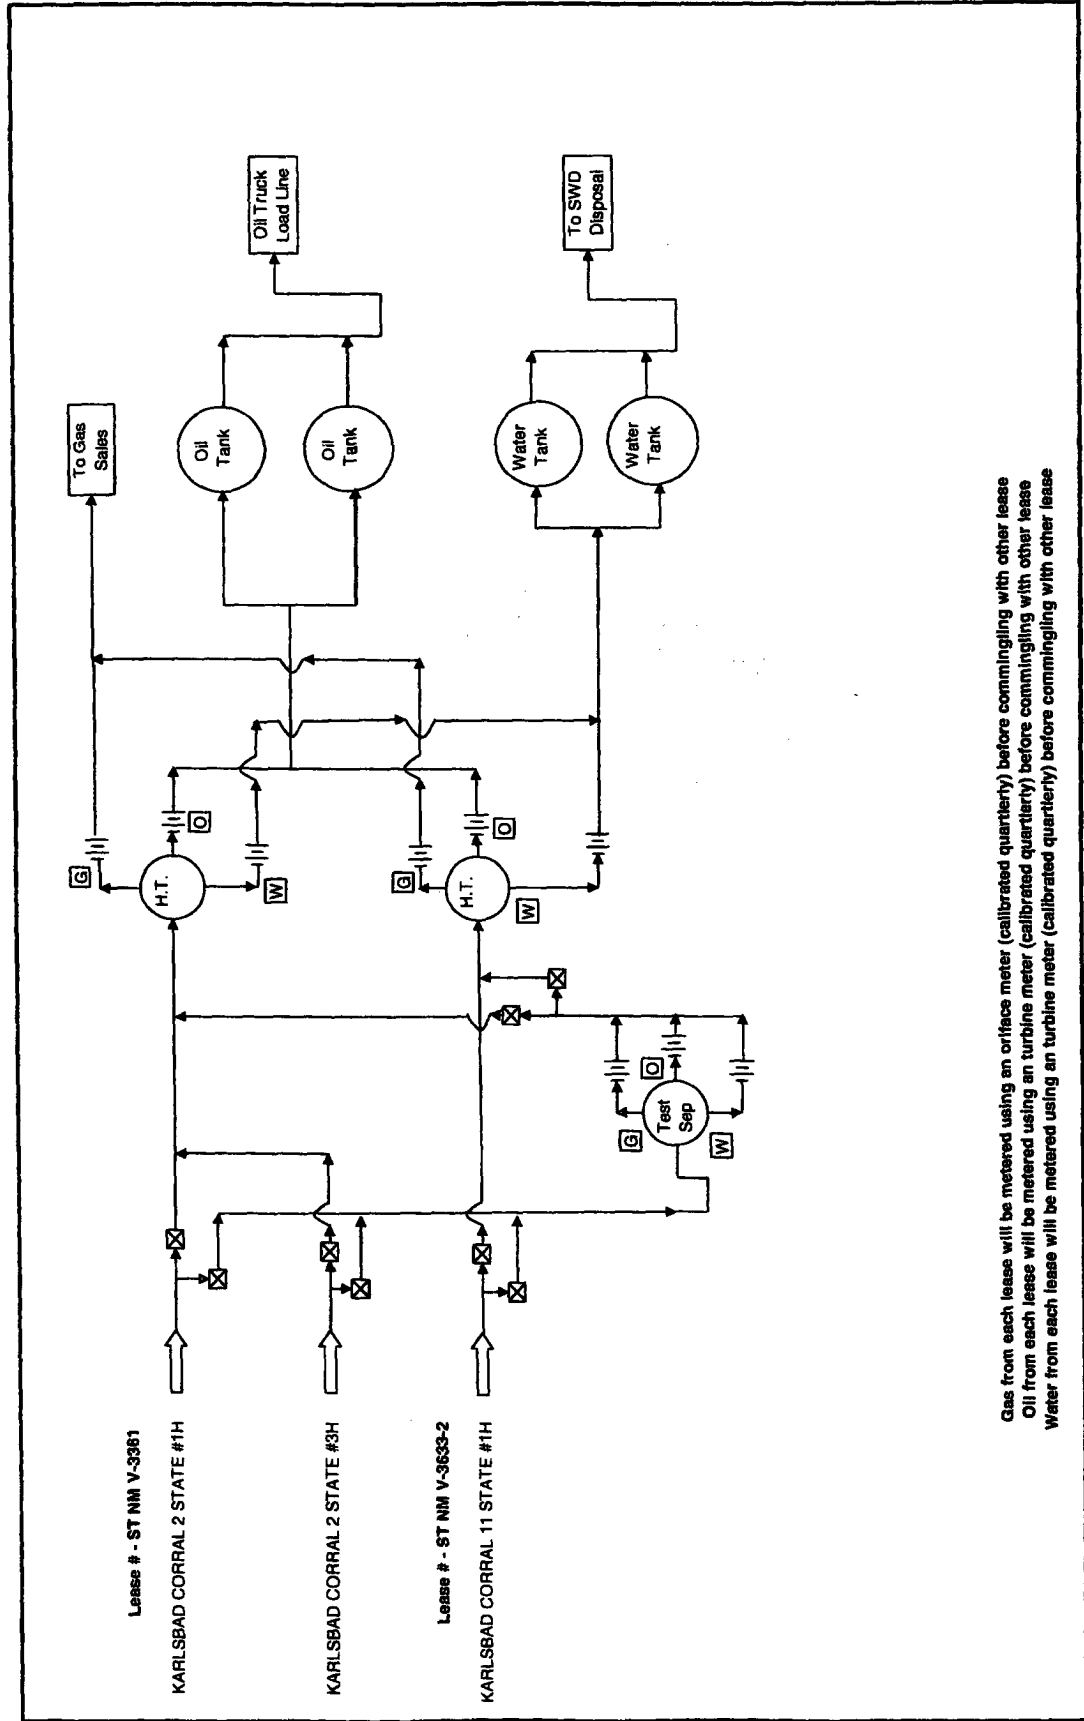 Lease # - ST NM V-3361
KARLSBAD CORRAL 2 STATE #1H
KARLSBAD CORRAL 2 STATE #3H
Lease # - ST NM V-3633-2
KARLSBAD CORRAL 11 STATE #1H
G
H.T.
O
W
G
H.T.
O
W
G
Test
Sep
O
W
To Gas
Sales
Oil
Tank
Oil
Tank
Oil Truck
Load Line
Water
Tank
Water
Tank
To SWD
Disposal
Gas from each lease will be metered using an oriface meter (calibrated quartlerly) before commingling with other lease
Oil from each lease will be metered using an turbine meter (calibrated quartlerly) before commingling with other lease
Water from each lease will be metered using an turbine meter (calibrated quartlerly) before commingling with other lease